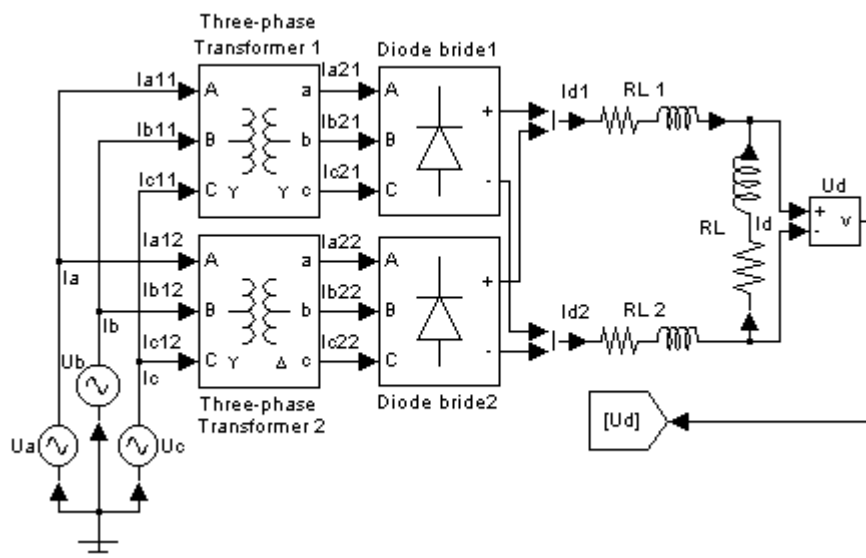 Three-phase
Transformer 1
Diode bride1
Ia11
A
a
Ia21
A
+
Id1
RL 1
Ib11
B
b
Ib21
B
Ic11
C
Y
Y
c
Ic21
C
-
Ud
+
-
v
RL
Id
Ia12
A
a
Ia22
A
+
Ia
Ib12
B
b
Ib22
B
Id2
RL 2
Ib
Ic12
C
Y
Δ
c
Ic22
C
-
Ub
Ic
Three-phase
Transformer 2
Diode bride2
Ua
Uc
[Ud]